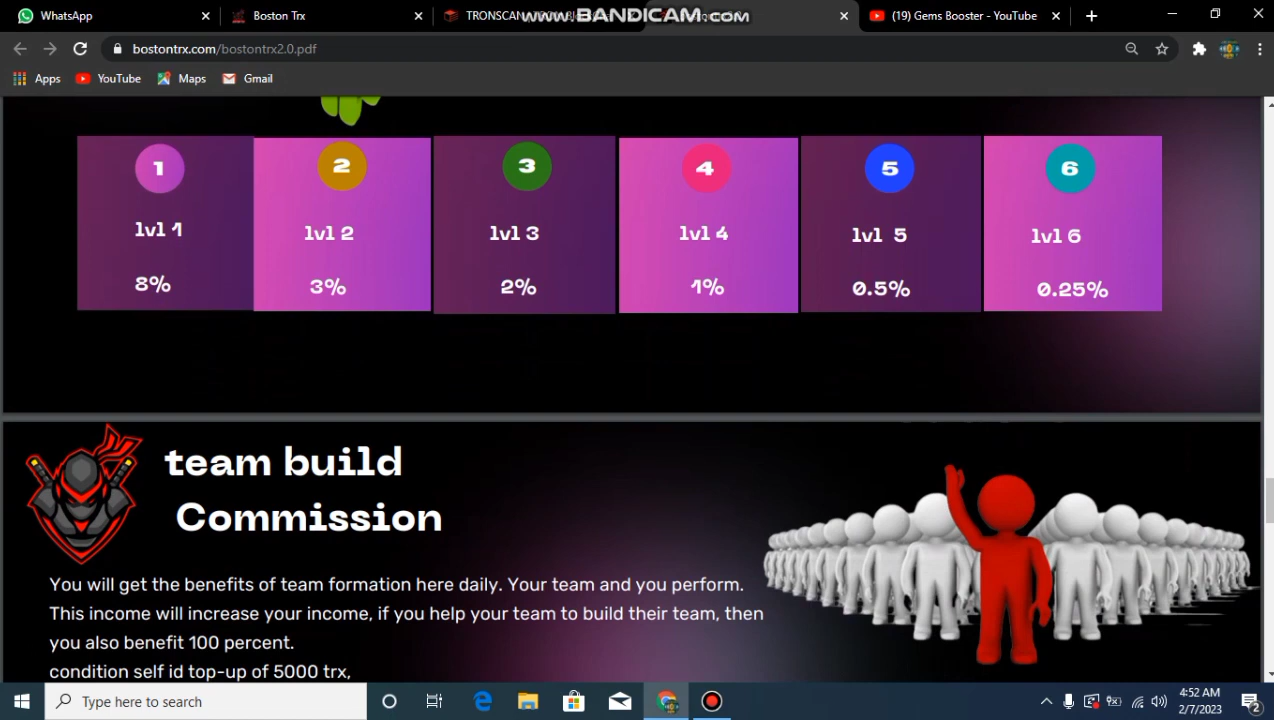 WhatsApp
Boston Trx
TRONSCAN
www.BANDICAM.com
(19) Gems Booster - YouTube
bostontrx.com/bostontrx2.0.pdf
Apps
YouTube
Maps
Gmail
1
2
3
4
5
6
lvl 1
lvl 2
lvl 3
lvl 4
lvl 5
lvl 6
8%
3%
2%
1%
0.5%
0.25%
team build
Commission
You will get the benefits of team formation here daily. Your team and you perform.
This income will increase your income, if you help your team to build their team, then
you also benefit 100 percent.
condition self id top-up of 5000 trx,
Type here to search
4:52 AM
2/7/2023
2